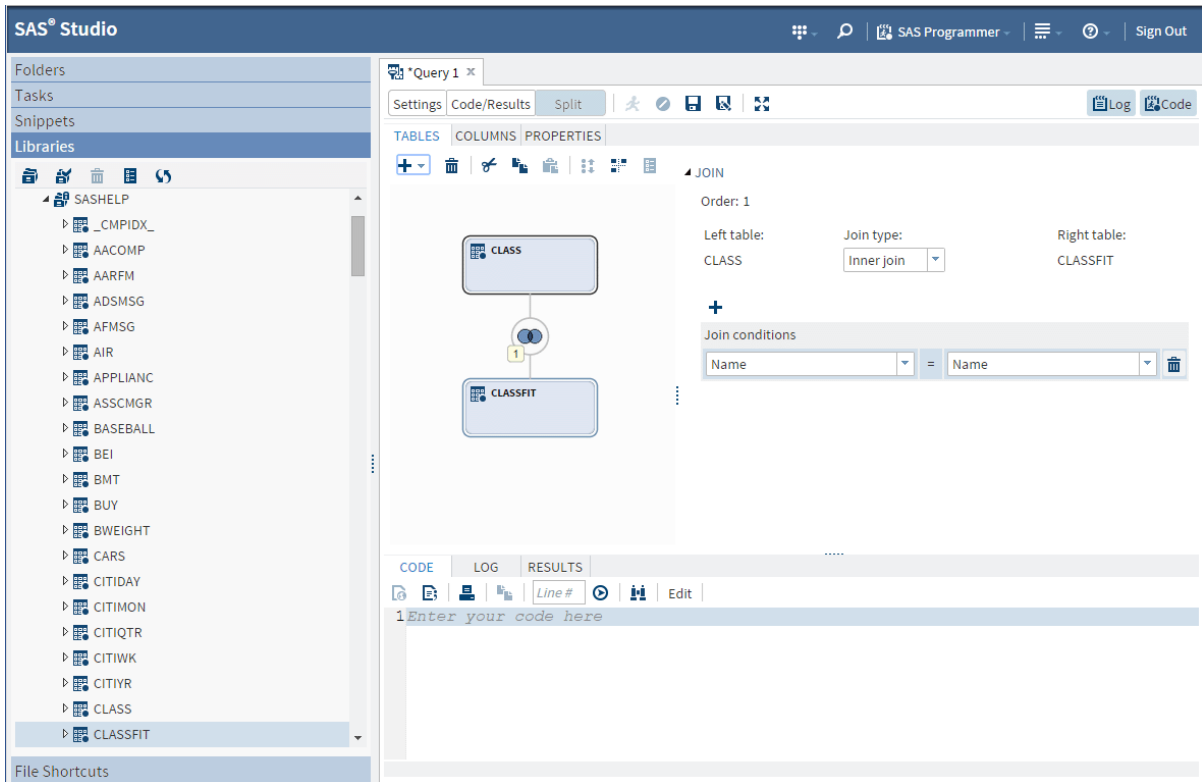 SAS® Studio
SAS Programmer
Sign Out
Folders
Tasks
Snippets
Libraries
SASHELP
_CMPIDX_
AACOMP
AARFM
ADSMSG
AFMSG
AIR
APPLIANC
ASSCMGR
BASEBALL
BEI
BMT
BUY
BWEIGHT
CARS
CITIDAY
CITIMON
CITIQTR
CITIWK
CITIYR
CLASS
CLASSFIT
File Shortcuts
*Query 1
Settings Code/Results Split
Log Code
TABLES COLUMNS PROPERTIES
CLASS
1
CLASSFIT
JOIN
Order: 1
Left table: Join type: Right table:
CLASS Inner join CLASSFIT
Join conditions
Name = Name
CODE LOG RESULTS
Line # Edit
1 Enter your code here